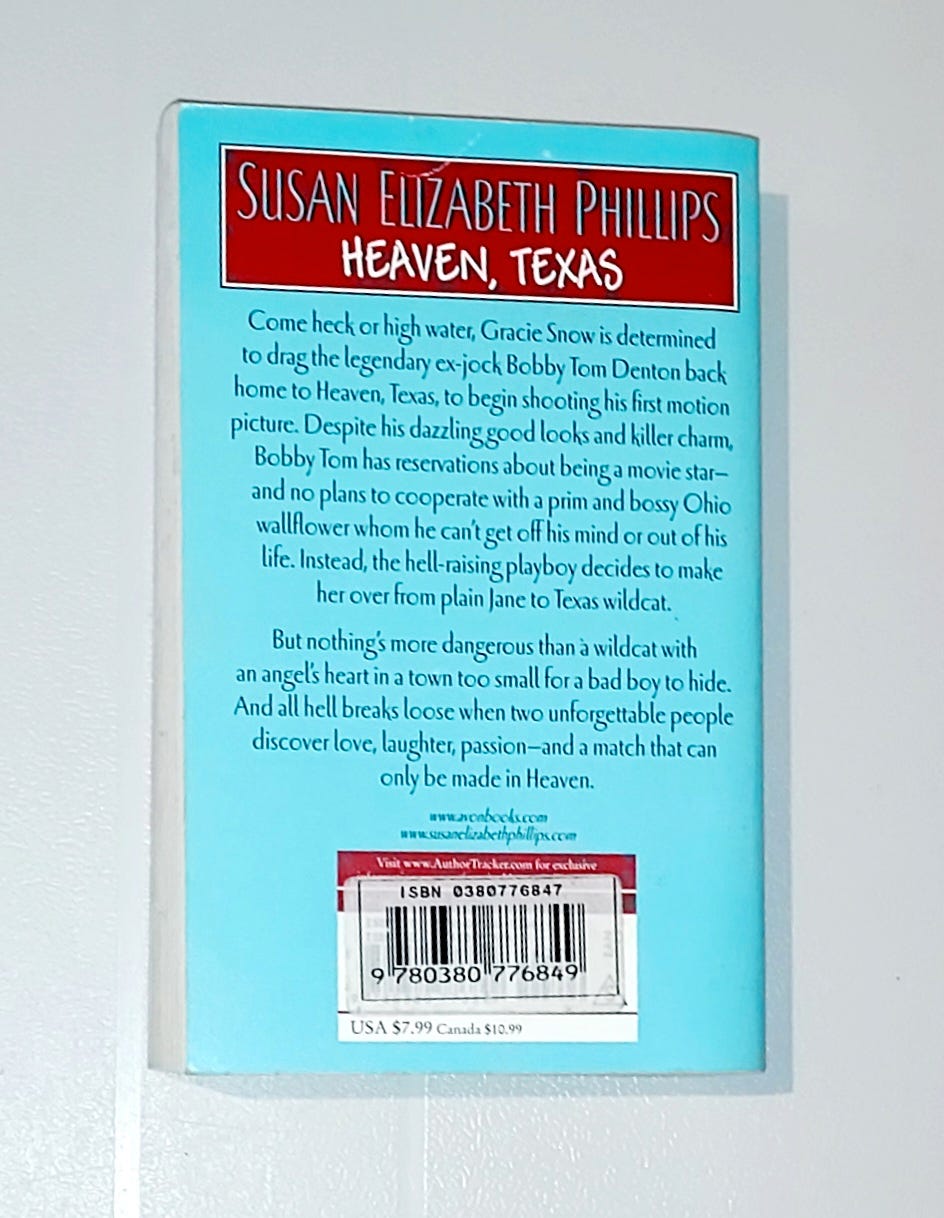 SUSAN ELIZABETH PHILLIPS
HEAVEN, TEXAS
Come heck or high water, Gracie Snow is determined
to drag the legendary ex-jock Bobby Tom Denton back
home to Heaven, Texas, to begin shooting his first motion
picture. Despite his dazzling good looks and killer charm,
Bobby Tom has reservations about being a movie star—
and no plans to cooperate with a prim and bossy Ohio
wallflower whom he can't get off his mind or out of his
life. Instead, the hell-raising playboy decides to make
her over from plain Jane to Texas wildcat.
But nothing's more dangerous than a wildcat with
an angel's heart in a town too small for a bad boy to hide.
And all hell breaks loose when two unforgettable people
discover love, laughter, passion—and a match that can
only be made in Heaven.
www.avonbooks.com
www.susanelizabethphillips.com
Visit www.AuthorTracker.com for exclusive
ISBN 0380776847
9 780380 776849
USA $7.99 Canada $10.99